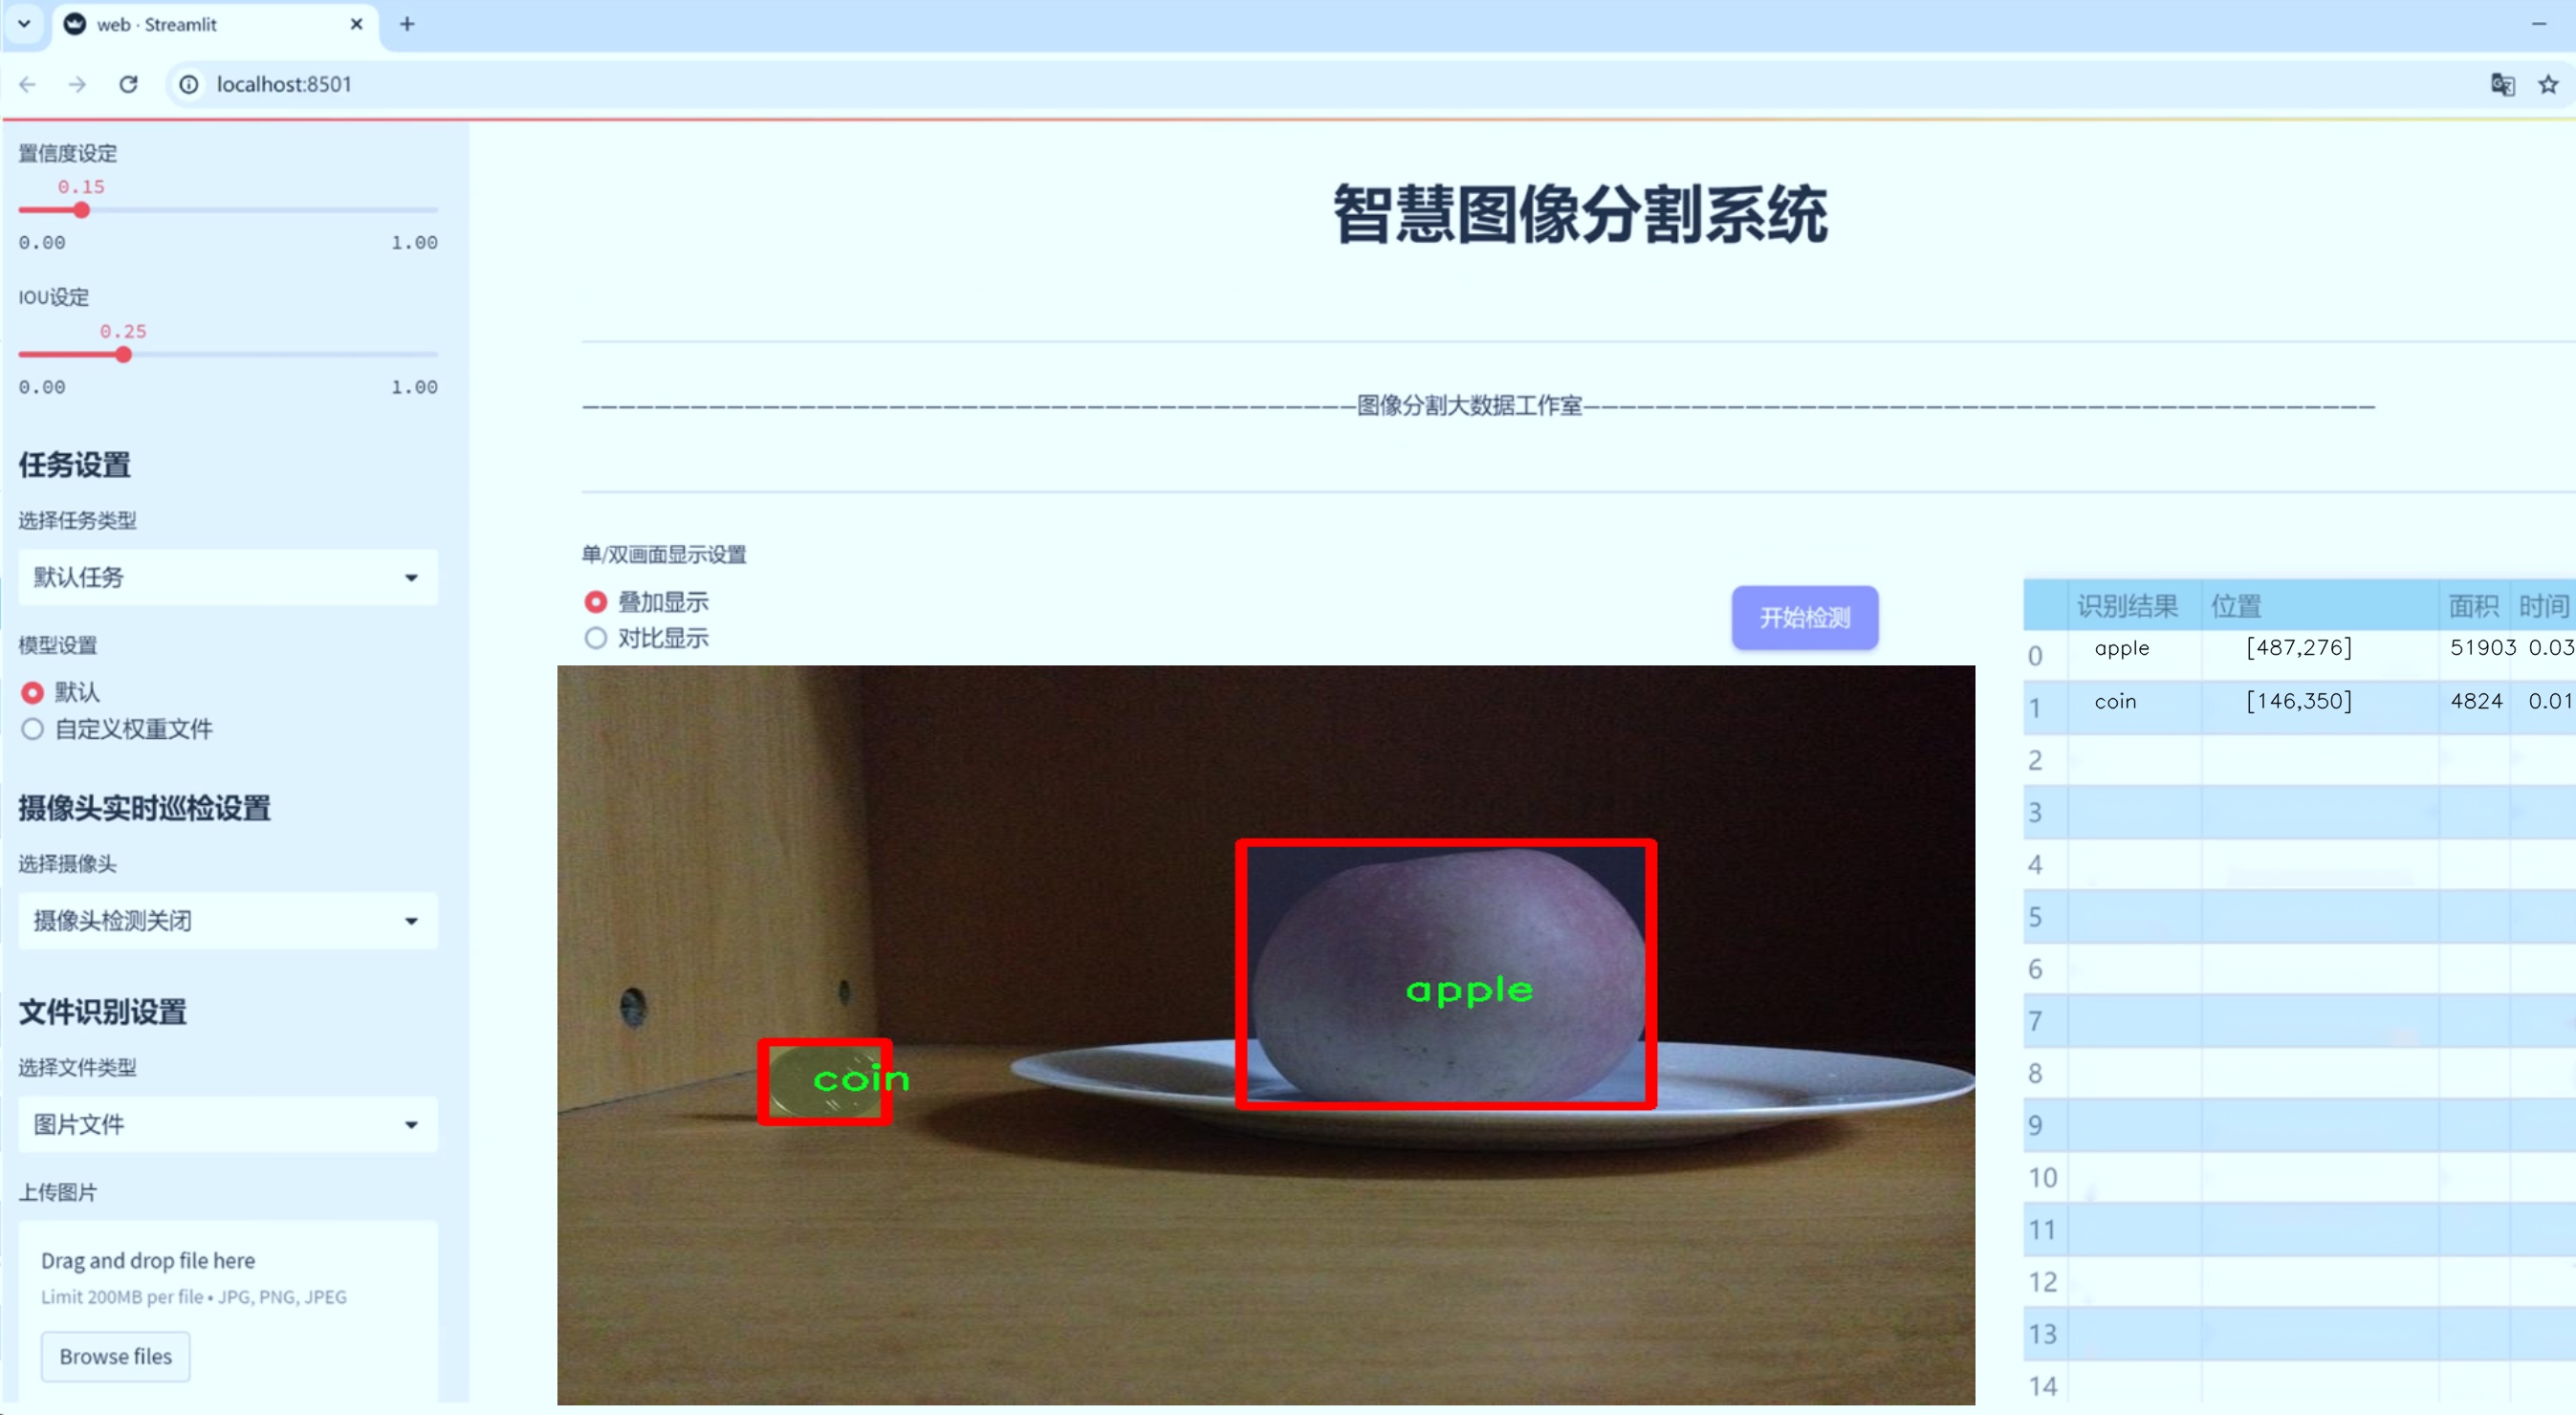 web · Streamlit
localhost:8501
置信度设定
0.15
0.00 1.00
IOU设定
0.25
0.00 1.00
任务设置
选择任务类型
默认任务
模型设置
默认
自定义权重文件
摄像头实时巡检设置
选择摄像头
摄像头检测关闭
文件识别设置
选择文件类型
图片文件
上传图片
Drag and drop file here
Limit 200MB per file • JPG, PNG, JPEG
Browse files
智慧图像分割系统
————————————————————————————————————————————图像分割大数据工作室————————————————————————————————————————————
单/双画面显示设置
叠加显示
对比显示
开始检测
apple
coin
识别结果 位置 面积 时间
0 apple [487,276] 51903 0.03
1 coin [146,350] 4824 0.01
2
3
4
5
6
7
8
9
10
11
12
13
14